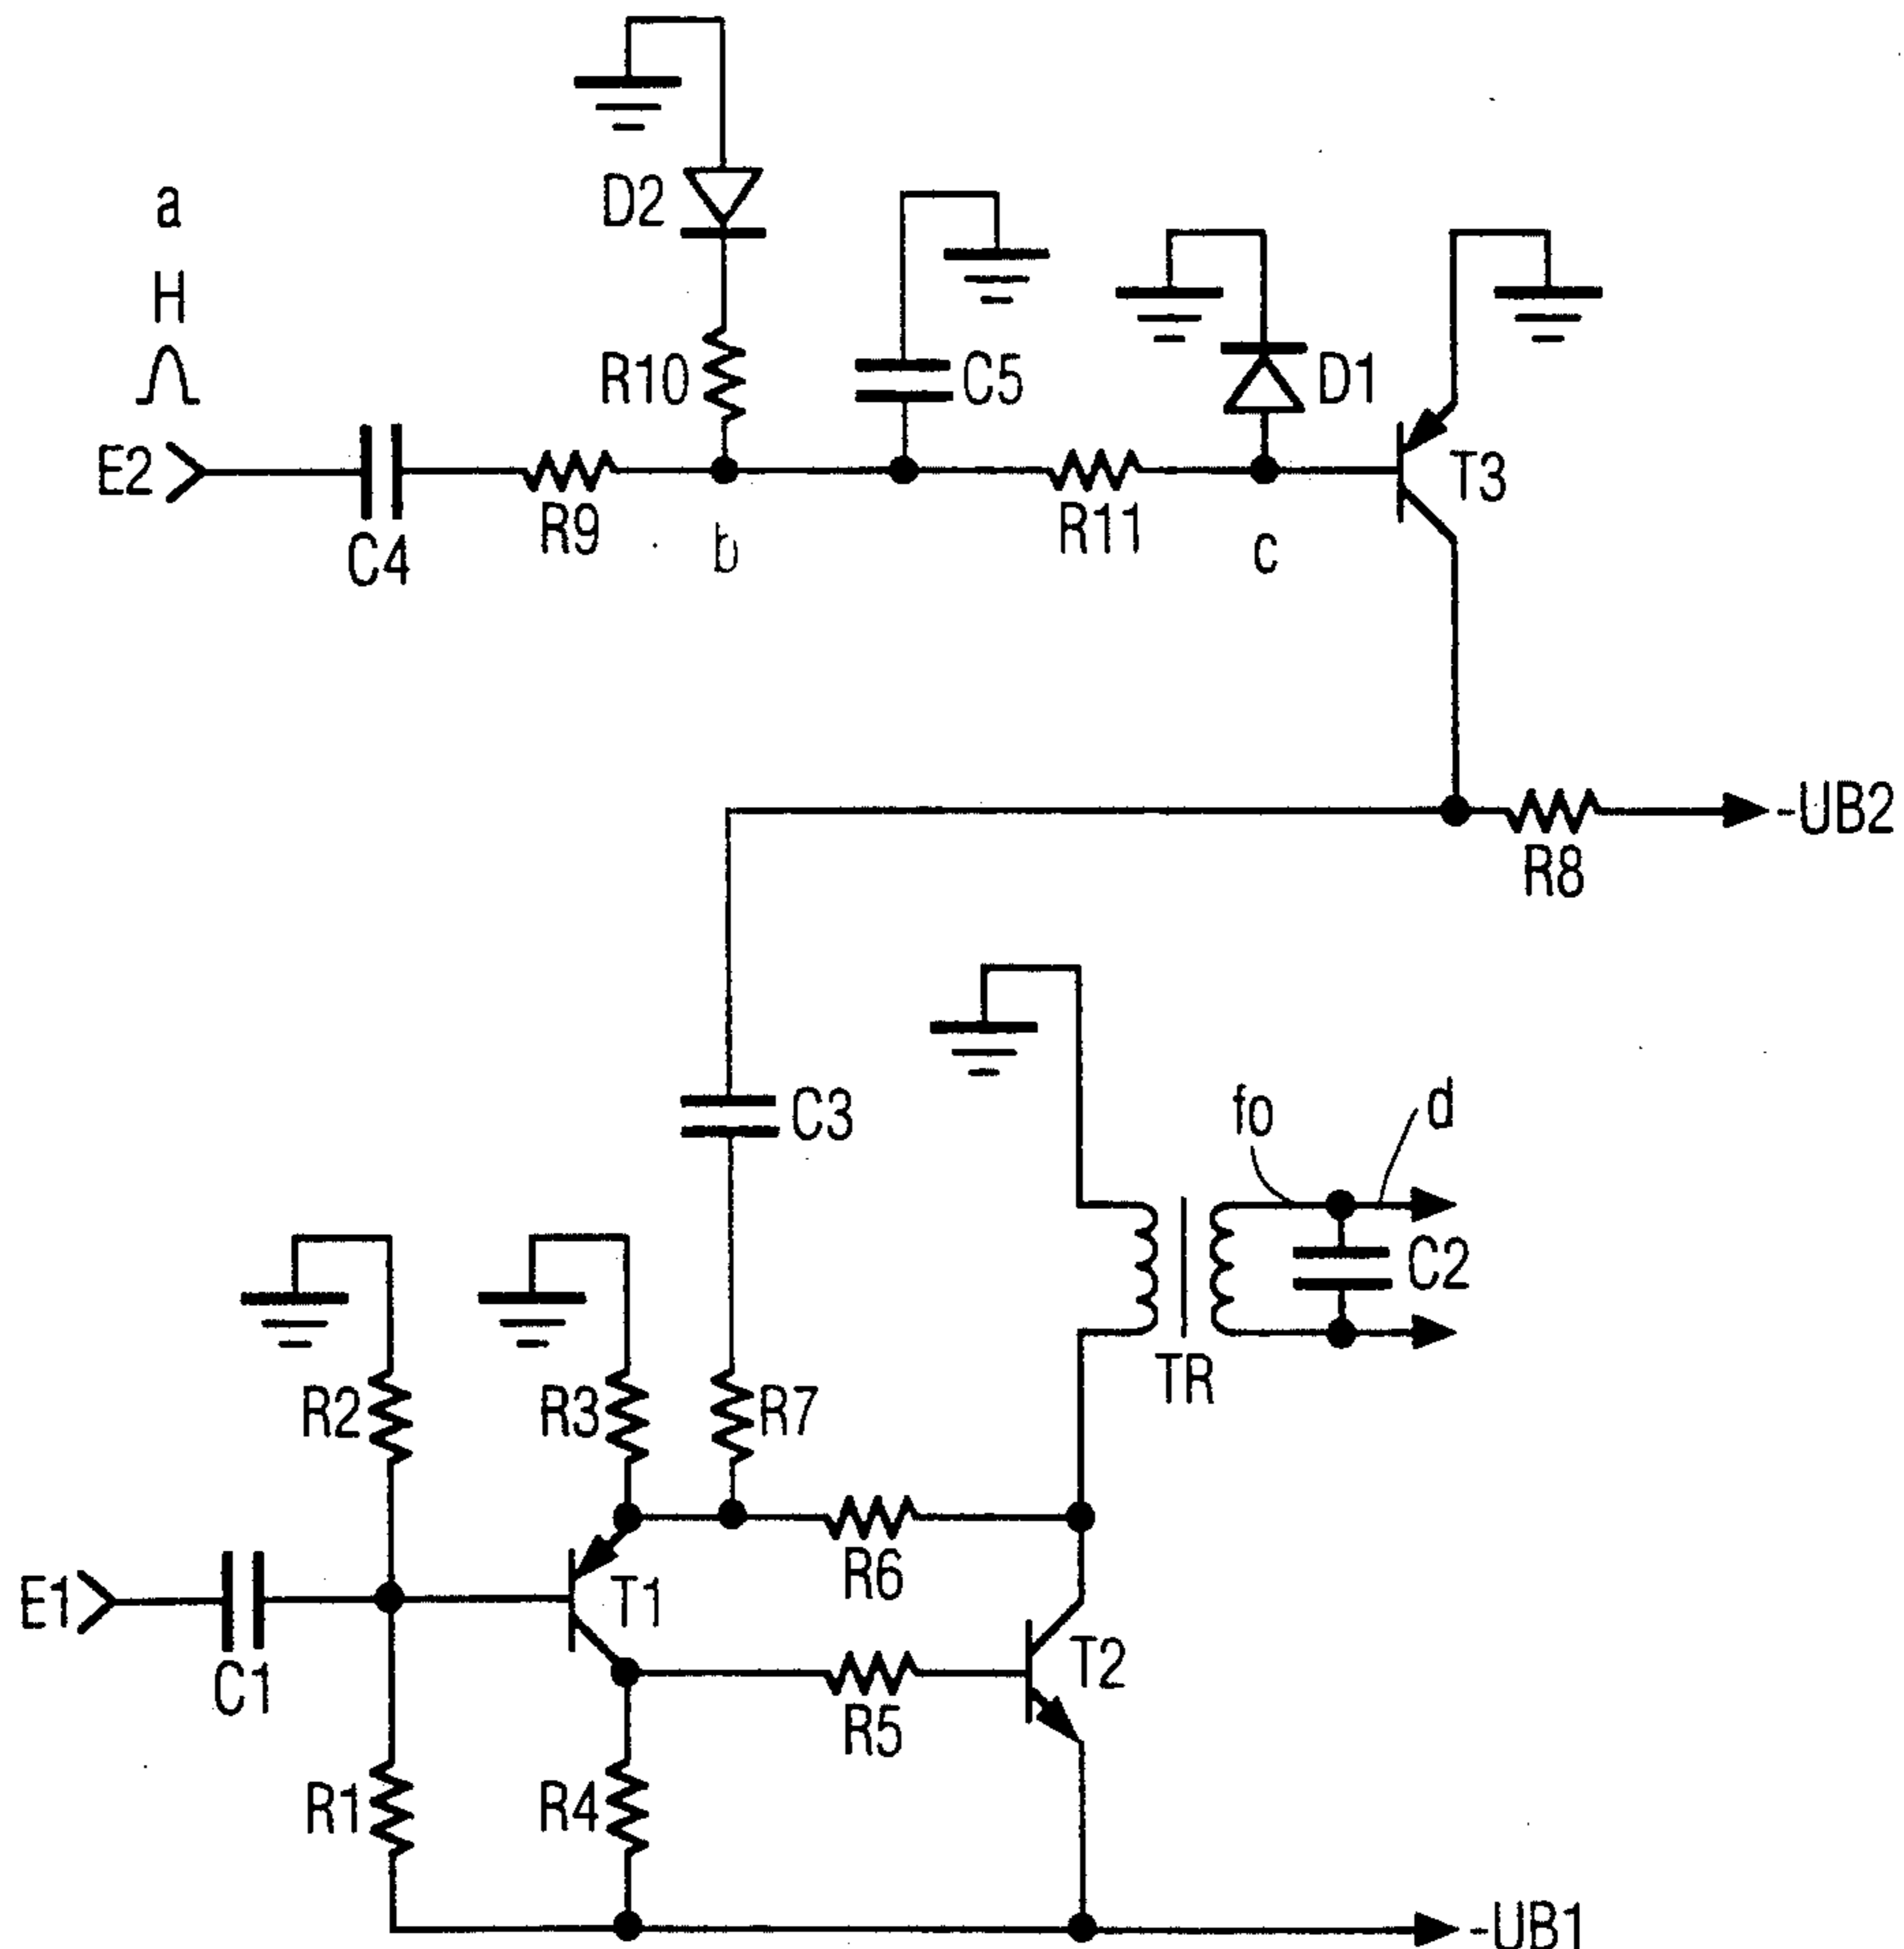 a
H
D2
R10
C5
D1
E2
C4
R9
b
R11
c
T3
-UB2
R8
C3
fo
d
C2
TR
R2
R3
R7
R6
E1
C1
T1
T2
R5
R1
R4
-UB1